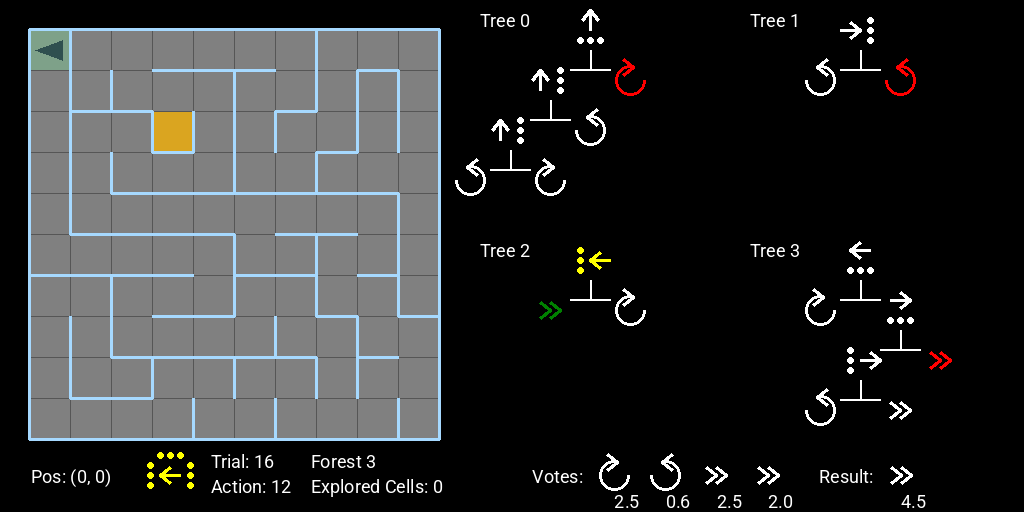 Tree 0
Tree 1
Tree 2
Tree 3
Pos: (0, 0)
Trial: 16
Forest 3
Action: 12
Explored Cells: 0
Votes:
2.5
0.6
2.5
2.0
Result:
4.5